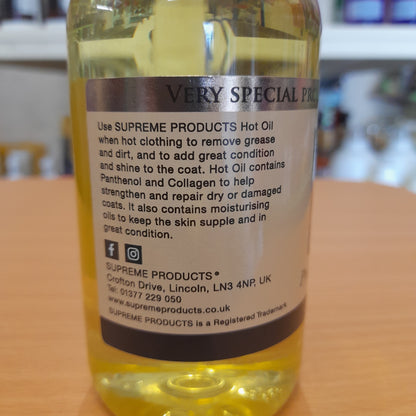 VERY SPECIAL PRO
Use SUPREME PRODUCTS Hot Oil
when hot clothing to remove grease
and dirt, and to add great condition
and shine to the coat. Hot Oil contains
Panthenol and Collagen to help
strengthen and repair dry or damaged
coats. It also contains moisturising
oils to keep the skin supple and in
great condition.
SUPREME PRODUCTS®
Crofton Drive, Lincoln, LN3 4NP, UK
Tel: 01377 229 050
www.supremeproducts.co.uk
SUPREME PRODUCTS is a Registered Trademark